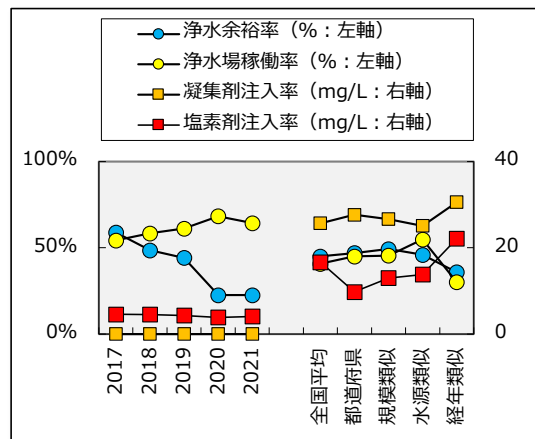 浄水余裕率（%：左軸）
浄水場稼働率（%：左軸）
凝集剤注入率（mg/L：右軸）
塩素剤注入率（mg/L：右軸）
100%
40
50%
20
0%
0
2017
2018
2019
2020
2021
全国平均
都道府県
規模類似
水源類似
経年類似